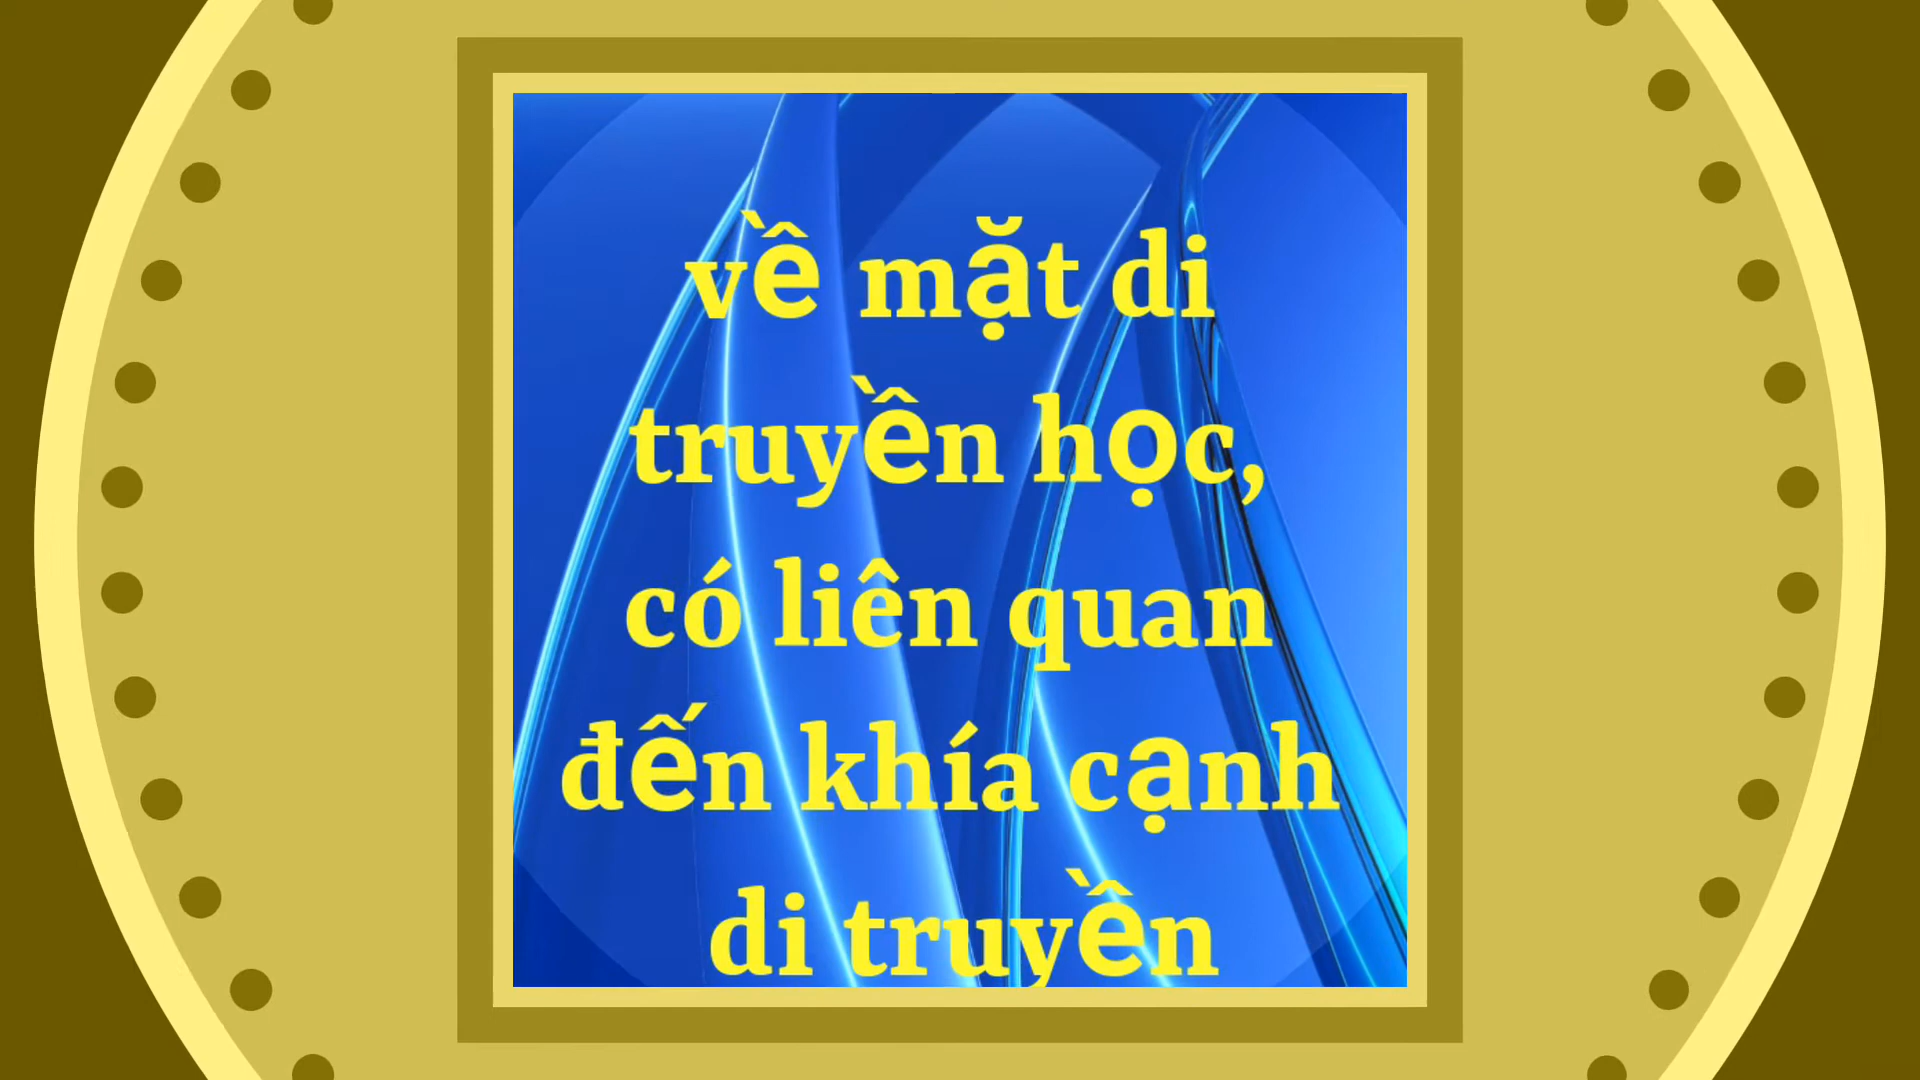 về mặt di
truyền học,
có liên quan
đến khía cạnh
di truyền